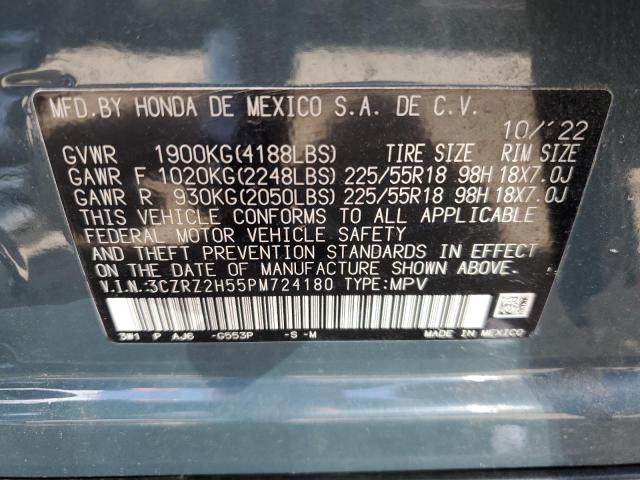 MFD.BY HONDA DE MEXICO S.A. DE C.V.
10/'22
GVWR 1900KG(4188LBS) TIRE SIZE RIM SIZE
GAWR F 1020KG(2248LBS) 225/55R18 98H 18X7.0J
GAWR R 930KG(2050LBS) 225/55R18 98H 18X7.0J
THIS VEHICLE CONFORMS TO ALL APPLICABLE
FEDERAL MOTOR VEHICLE SAFETY
AND THEFT PREVENTION STANDARDS IN EFFECT
ON THE DATE OF MANUFACTURE SHOWN ABOVE.
V.I.N.:3CZRZ2H55PM724180 TYPE:MPV
3W1 P AJ6 -G553P -S -M
MADE IN MEXICO